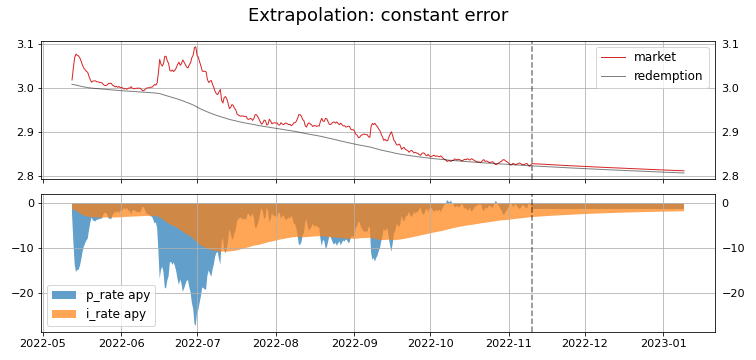 Extrapolation: constant error
3.1
3.0
2.9
2.8
3.1
3.0
2.9
2.8
market
redemption
0
−10
−20
0
−10
−20
p_rate apy
i_rate apy
2022-05 2022-06 2022-07 2022-08 2022-09 2022-10 2022-11 2022-12 2023-01